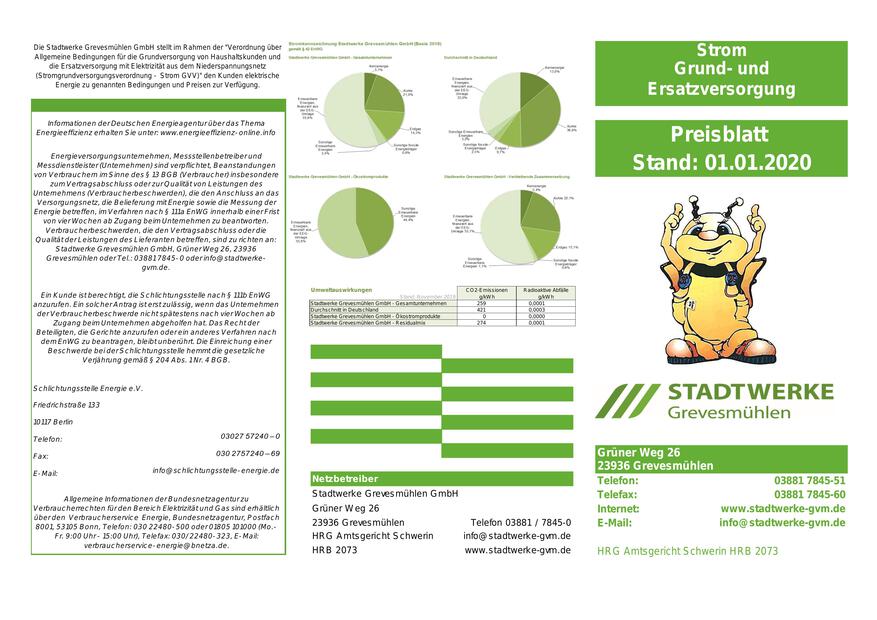 Die Stadtwerke Grevesmühlen GmbH stellt im Rahmen der "Verordnung über
Allgemeine Bedingungen für die Grundversorgung von Haushaltskunden und
die Ersatzversorgung mit Elektrizität aus dem Niederspannungsnetz
(Stromgrundversorgungsverordnung - Strom GVV)" den Kunden elektrische
Energie zu genannten Bedingungen und Preisen zur Verfügung.
Informationen der Deutschen Energieagentur über das Thema
Energieeffizienz erhalten Sie unter: www.energieeffizienz-online.info
Energieversorgungsunternehmen, Messstellenbetreiber und
Messdienstleister (Unternehmen) sind verpflichtet, Beanstandungen
von Verbrauchern im Sinne des § 13 BGB (Verbraucher) insbesondere
zum Vertragsabschluss oder zur Qualität von Leistungen des
Unternehmens (Verbraucherbeschwerden), die den Anschluss an das
Versorgungsnetz, die Belieferung mit Energie sowie die Messung der
Energie betreffen, im Verfahren nach § 111a EnWG innerhalb einer Frist
von vier Wochen ab Zugang beim Unternehmen zu beantworten.
Verbraucherbeschwerden, die den Vertragsabschluss oder die
Qualität der Leistungen des Lieferanten betreffen, sind zu richten an:
Stadtwerke Grevesmühlen GmbH, Grüner Weg 26, 23936
Grevesmühlen oder Tel.: 03881 7845-0 oder info@stadtwerke-
gvm.de.
Ein Kunde ist berechtigt, die Schlichtungsstelle nach § 111b EnWG
anzurufen. Ein solcher Antrag ist erst zulässig, wenn das Unternehmen
der Verbraucherbeschwerde nicht spätestens nach vier Wochen ab
Zugang beim Unternehmen abgeholfen hat. Das Recht der
Beteiligten, die Gerichte anzurufen oder ein anderes Verfahren nach
dem EnWG zu beantragen, bleibt unberührt. Die Einreichung einer
Beschwerde bei der Schlichtungsstelle hemmt die gesetzliche
Verjährung gemäß § 204 Abs. 1 Nr. 4 BGB.
Schlichtungsstelle Energie e.V.
Friedrichstraße 133
10117 Berlin
Telefon: 03027 57240–0
Fax: 030 2757240–69
E-Mail: info@schlichtungsstelle-energie.de
Allgemeine Informationen der Bundesnetzagentur zu
Verbraucherrechten für den Bereich Elektrizität und Gas sind erhältlich
über den Verbraucherservice Energie, Bundesnetzagentur, Postfach
8001, 53105 Bonn, Telefon: 030 22480-500 oder 01805 101000 (Mo.-
Fr. 9:00 Uhr - 15:00 Uhr), Telefax: 030/22480-323, E-Mail:
verbraucherservice-energie@bnetza.de.
Stromkennzeichnung Stadtwerke Grevesmühlen GmbH (Basis 2018)
gemäß § 42 EnWG
Stadtwerke Grevesmühlen GmbH - Gesamtunternehmen
Durchschnitt in Deutschland
Stadtwerke Grevesmühlen GmbH - Ökostromprodukte
Stadtwerke Grevesmühlen GmbH - Verbleibende Zusammensetzung
Umweltauswirkungen
Stand: November 2019
CO2-Emissionen g/kWh
Radioaktive Abfälle g/kWh
Stadtwerke Grevesmühlen GmbH - Gesamtunternehmen 259 0,0001
Durchschnitt in Deutschland 421 0,0003
Stadtwerke Grevesmühlen GmbH - Ökostromprodukte 0 0,0000
Stadtwerke Grevesmühlen GmbH - Residualmix 274 0,0001
Netzbetreiber
Stadtwerke Grevesmühlen GmbH
Grüner Weg 26
23936 Grevesmühlen Telefon 03881 / 7845-0
HRG Amtsgericht Schwerin info@stadtwerke-gvm.de
HRB 2073 www.stadtwerke-gvm.de
Strom
Grund- und
Ersatzversorgung
Preisblatt
Stand: 01.01.2020
STADTWERKE
Grevesmühlen
Grüner Weg 26
23936 Grevesmühlen
Telefon: 03881 7845-51
Telefax: 03881 7845-60
Internet: www.stadtwerke-gvm.de
E-Mail: info@stadtwerke-gvm.de
HRG Amtsgericht Schwerin HRB 2073